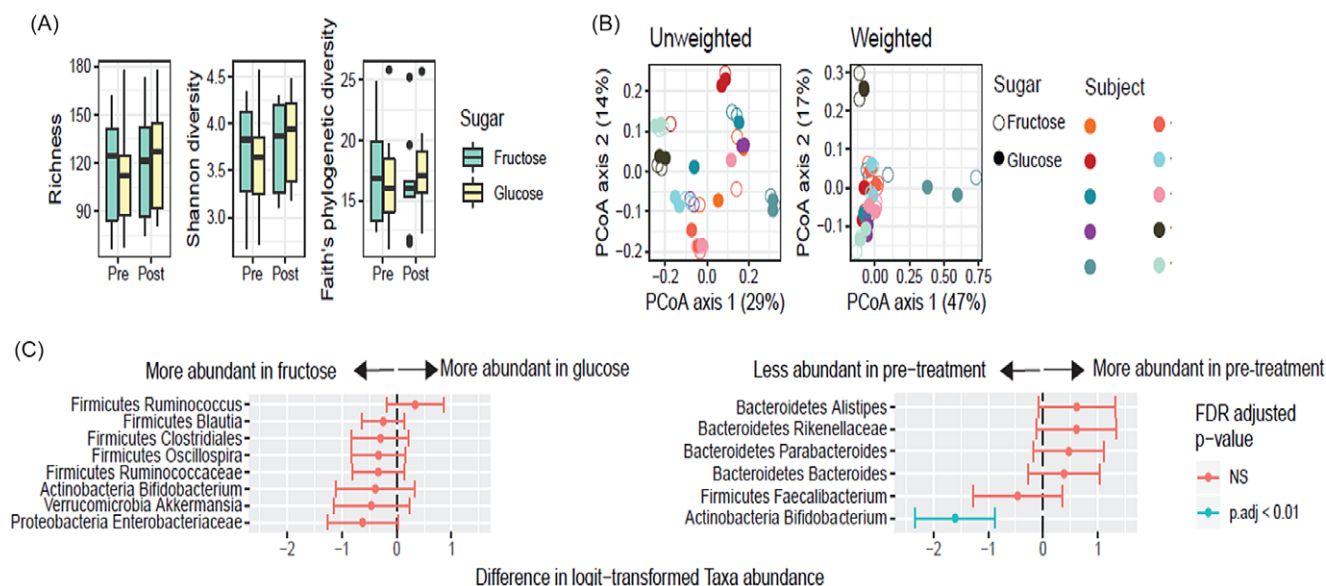 (A)
Richness
180
150
120
90
Pre Post
Shannon diversity
4.5
4.0
3.5
3.0
Pre Post
Faith's phylogenetic diversity
25
20
15
Pre Post
Sugar
Fructose
Glucose
(B)
Unweighted
PCoA axis 2 (14%)
0.2
0.1
0.0
-0.1
-0.2
-0.2 0.0 0.2
PCoA axis 1 (29%)
Weighted
PCoA axis 2 (17%)
0.3
0.2
0.1
0.0
-0.1
0.00 0.25 0.50 0.75
PCoA axis 1 (47%)
Sugar
Fructose
Glucose
Subject
(C)
More abundant in fructose
More abundant in glucose
Firmicutes Ruminococcus
Firmicutes Blautia
Firmicutes Clostridiales
Firmicutes Oscillospira
Firmicutes Ruminococcaceae
Actinobacteria Bifidobacterium
Verrucomicrobia Akkermansia
Proteobacteria Enterobacteriaceae
-2 -1 0 1
Less abundant in pre-treatment
More abundant in pre-treatment
Bacteroidetes Alistipes
Bacteroidetes Rikenellaceae
Bacteroidetes Parabacteroides
Bacteroidetes Bacteroides
Firmicutes Faecalibacterium
Actinobacteria Bifidobacterium
-2 -1 0 1
FDR adjusted
p-value
NS
p.adj < 0.01
Difference in logit-transformed Taxa abundance